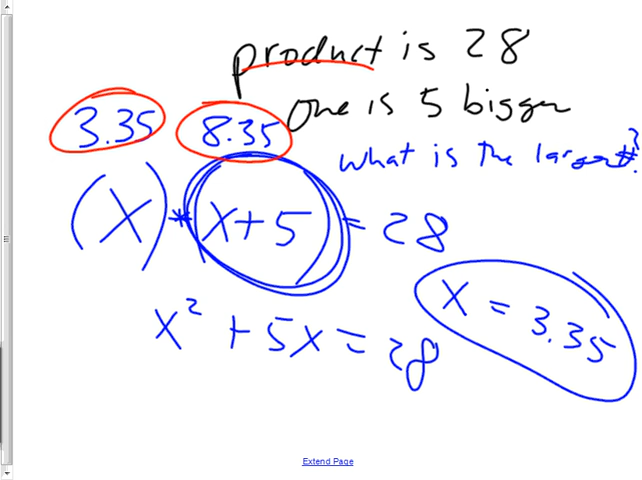 product is 28
one is 5 bigger
3.35 8.35
what is the larger #?
(x) * (x+5) = 28
x² + 5x = 28
x = 3.35
Extend Page